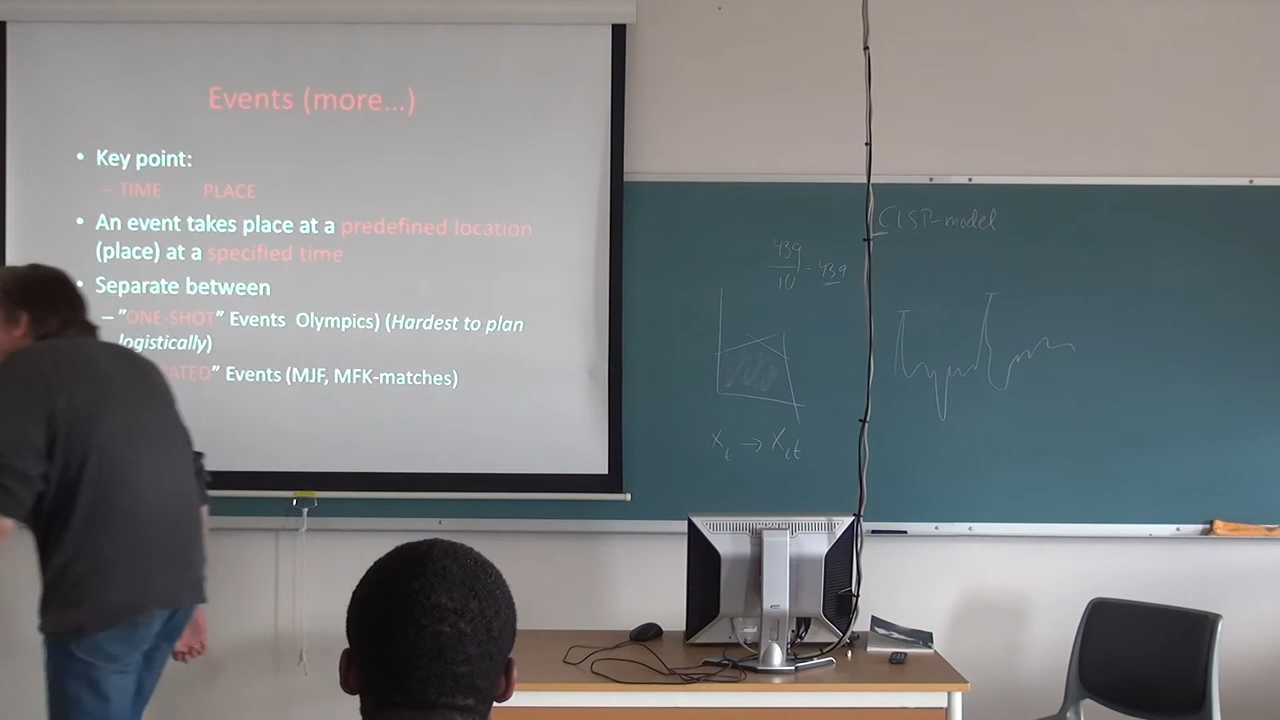 Events (more...)
• Key point:
– TIME PLACE
• An event takes place at a predefined location
(place) at a specified time
• Separate between
– "ONE-SHOT" Events Olympics) (Hardest to plan
logistically)
ATED" Events (MJF, MFK-matches)
CISP-model
439
10 = 439
X_i → X_it